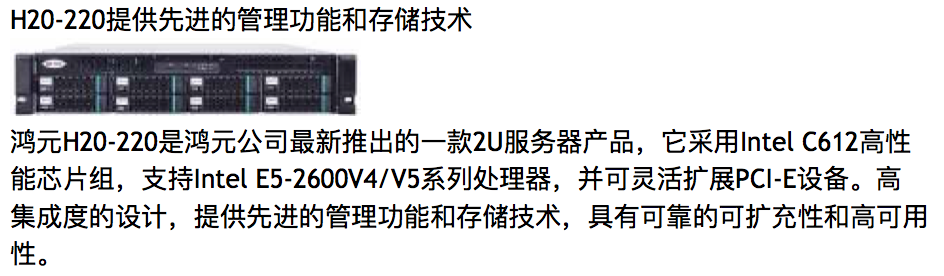 H20-220提供先进的管理功能和存储技术
鸿元H20-220是鸿元公司最新推出的一款2U服务器产品，它采用Intel C612高性
能芯片组，支持Intel E5-2600V4/V5系列处理器，并可灵活扩展PCI-E设备。高
集成度的设计，提供先进的管理功能和存储技术，具有可靠的可扩充性和高可用
性。